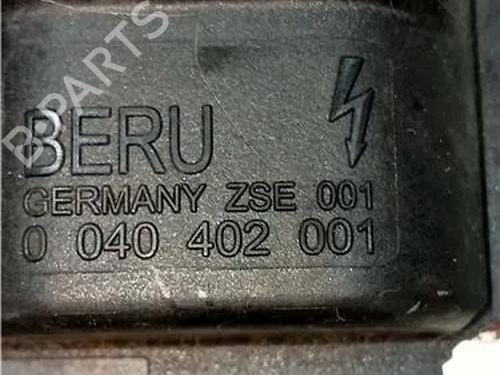 B-PARTS
BERU
GERMANY ZSE 001
0 040 402 001